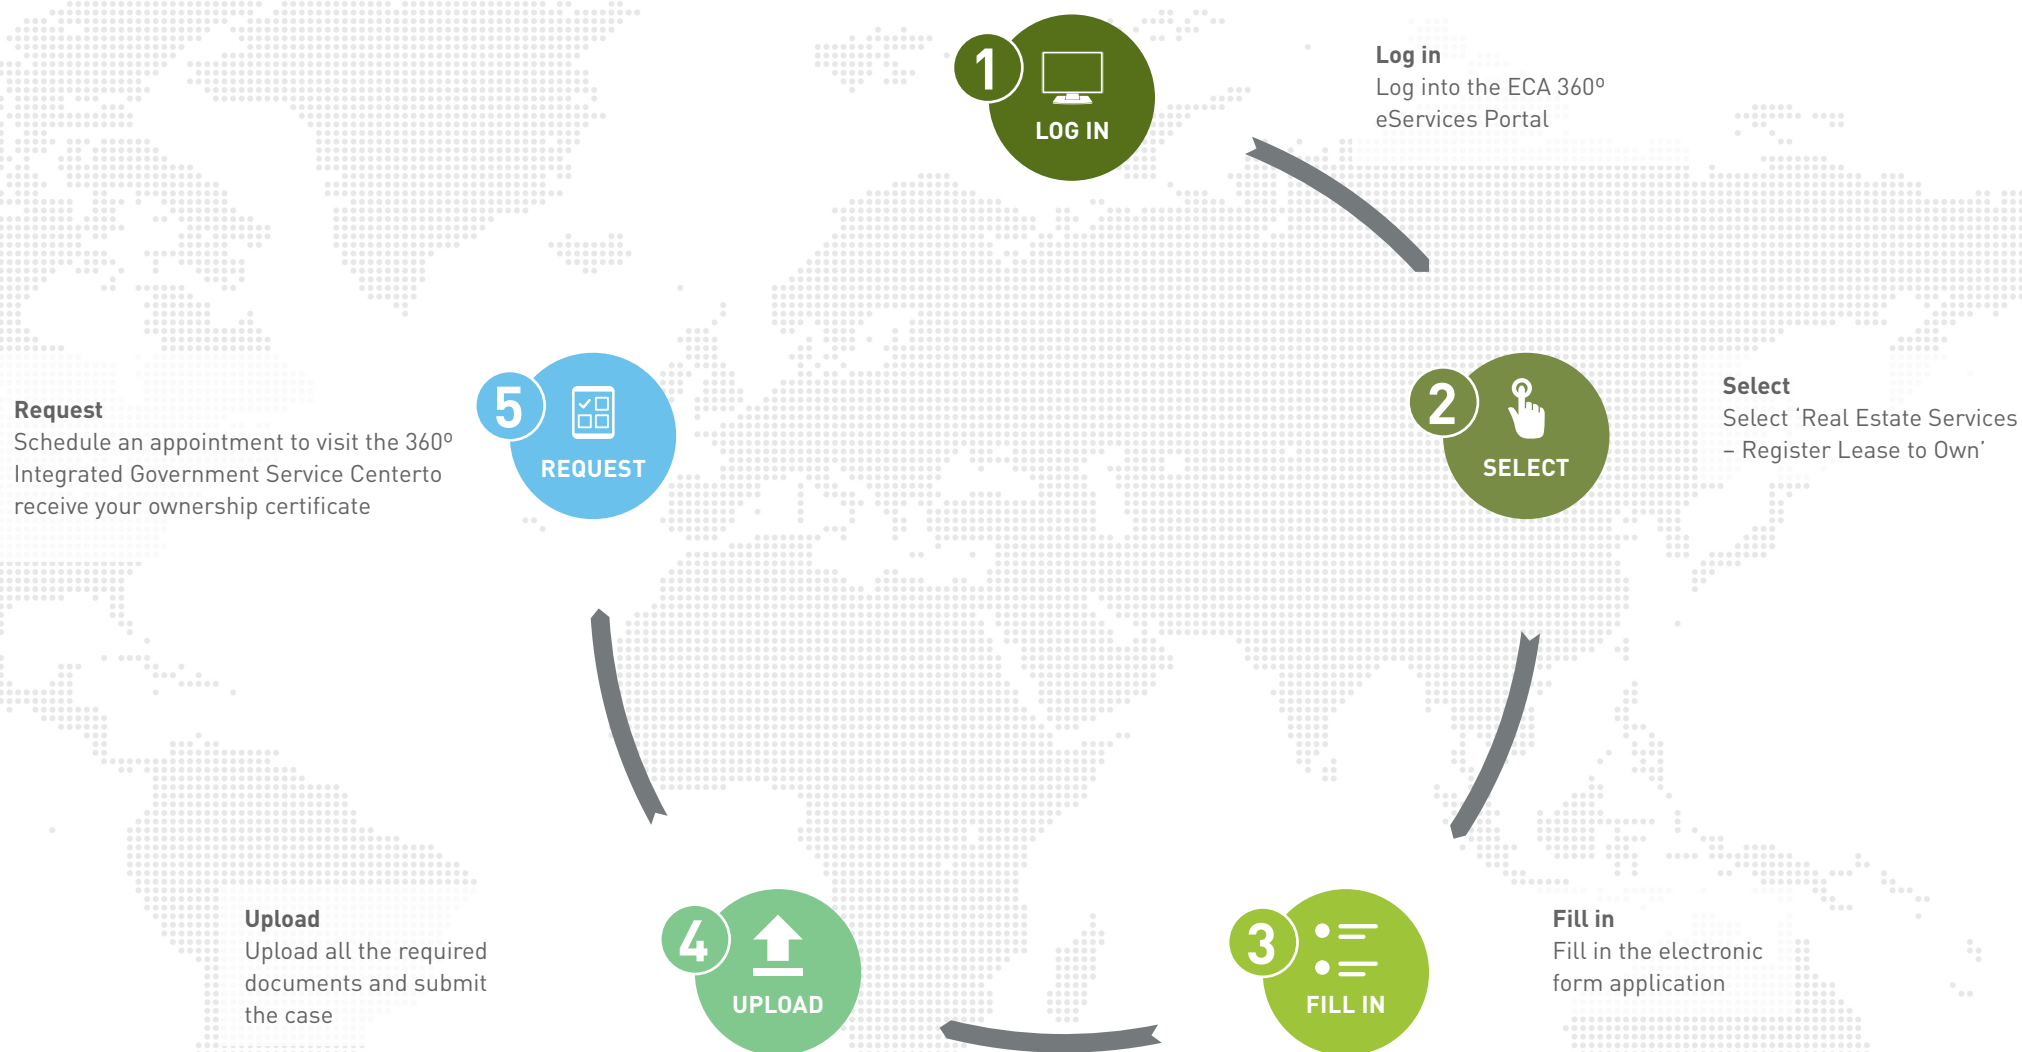 1
LOG IN
Log in
Log into the ECA 360º
eServices Portal
2
SELECT
Select
Select ‘Real Estate Services
– Register Lease to Own’
3
FILL IN
Fill in
Fill in the electronic
form application
4
UPLOAD
Upload
Upload all the required
documents and submit
the case
5
REQUEST
Request
Schedule an appointment to visit the 360º
Integrated Government Service Centerto
receive your ownership certificate